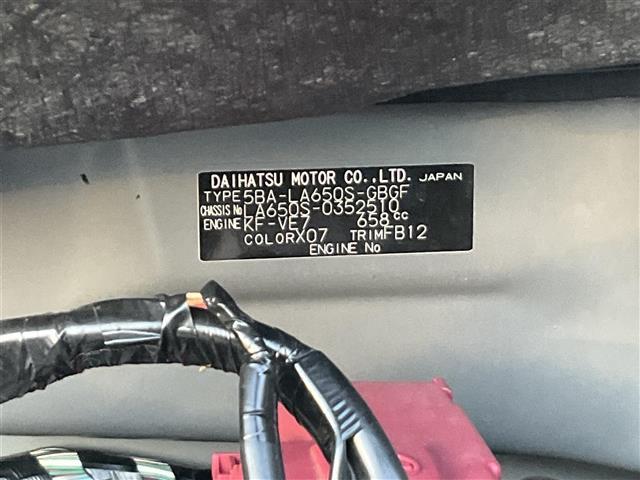 DAIHATSU MOTOR CO.,LTD. JAPAN
TYPE 5BA-LA650S-GBGF
CHASSIS No LA650S-0352510
ENGINE KF-VE7 658cc
COLOR X07 TRIM FB12
ENGINE No